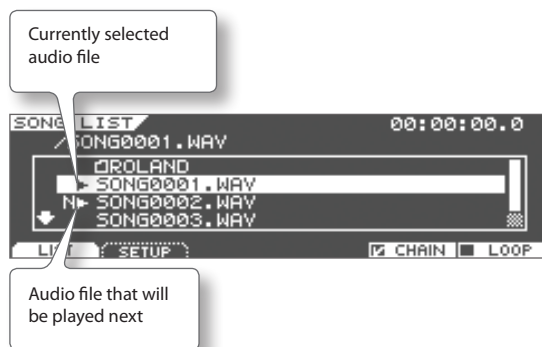 Currently selected
audio file
SONG LIST 00:00:00.0
/SONG0001.WAV
ROLAND
SONG0001.WAV
N SONG0002.WAV
SONG0003.WAV
LIST SETUP CHAIN LOOP
Audio file that will
be played next